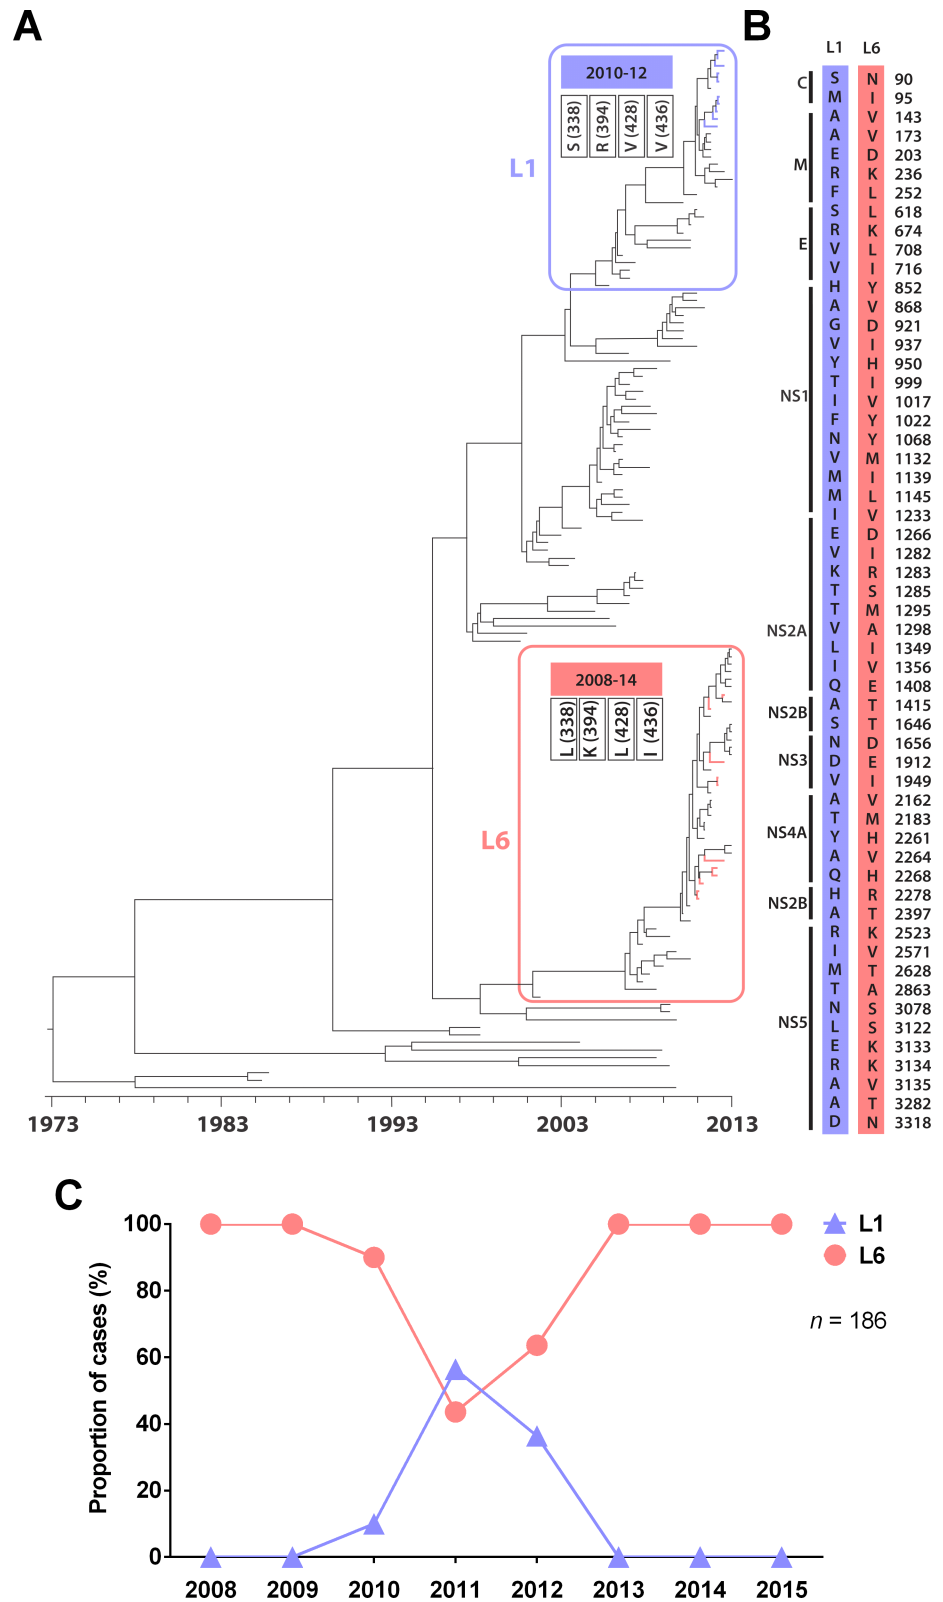 A
L1
2010-12
S (338)
R (394)
V (428)
V (436)
L6
2008-14
L (338)
K (394)
L (428)
I (436)
1973
1983
1993
2003
2013
B
L1 L6
C
M
E
NS1
NS2A
NS2B
NS3
NS4A
NS2B
NS5
S N 90
M I 95
A V 143
A V 173
E D 203
R K 236
F L 252
S L 618
R K 674
V L 708
V I 716
H Y 852
A V 868
G D 921
V I 937
Y H 950
T I 999
I V 1017
F Y 1022
N Y 1068
V M 1132
M I 1139
M L 1145
I V 1233
E D 1266
V I 1282
K R 1283
T S 1285
T M 1295
V A 1298
L I 1349
I V 1356
Q E 1408
A T 1415
S T 1646
N D 1656
D E 1912
V I 1949
A V 2162
T M 2183
Y H 2261
A V 2264
Q H 2268
H R 2278
A T 2397
R K 2523
I V 2571
M T 2628
T A 2863
N S 3078
L S 3122
E K 3133
R K 3134
A V 3135
A T 3282
D N 3318
C
Proportion of cases (%)
100
80
60
40
20
0
2008
2009
2010
2011
2012
2013
2014
2015
L1
L6
n = 186